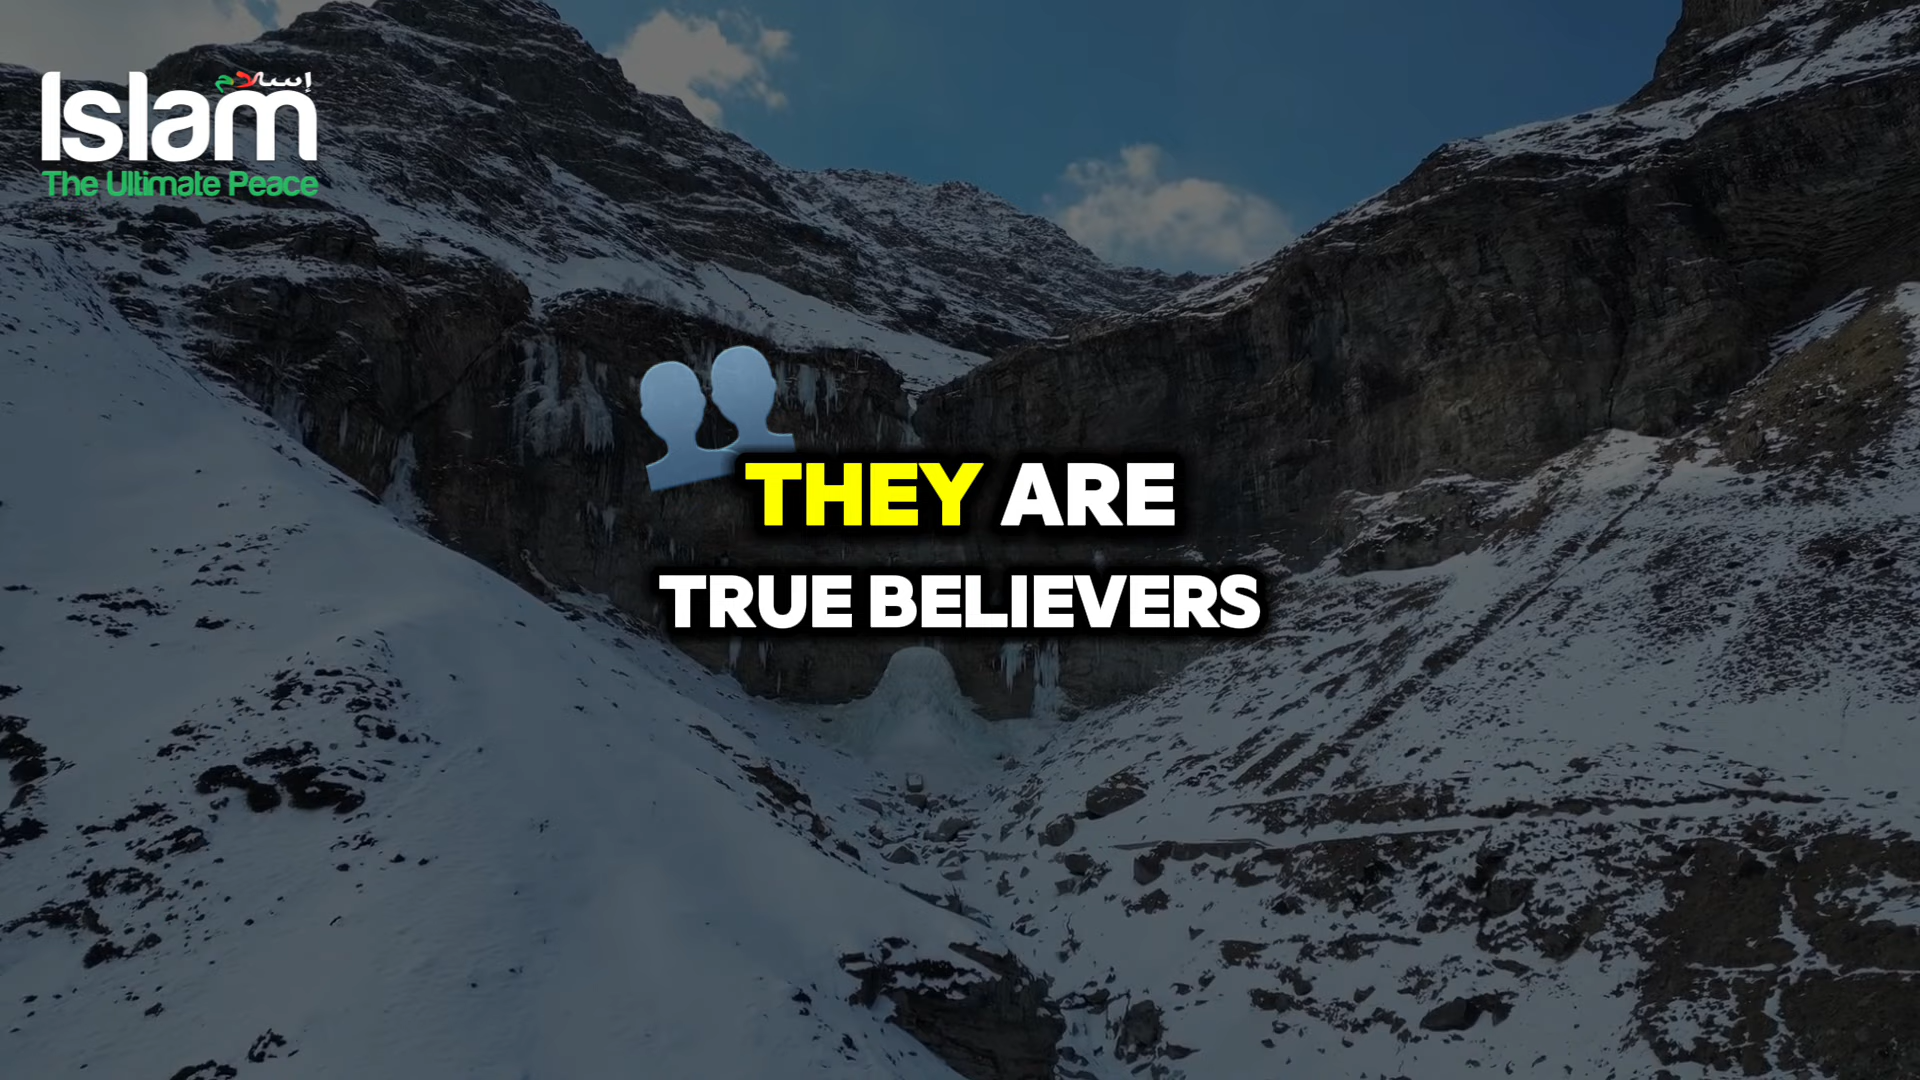 إسلام
Islam
The Ultimate Peace
THEY ARE
TRUE BELIEVERS